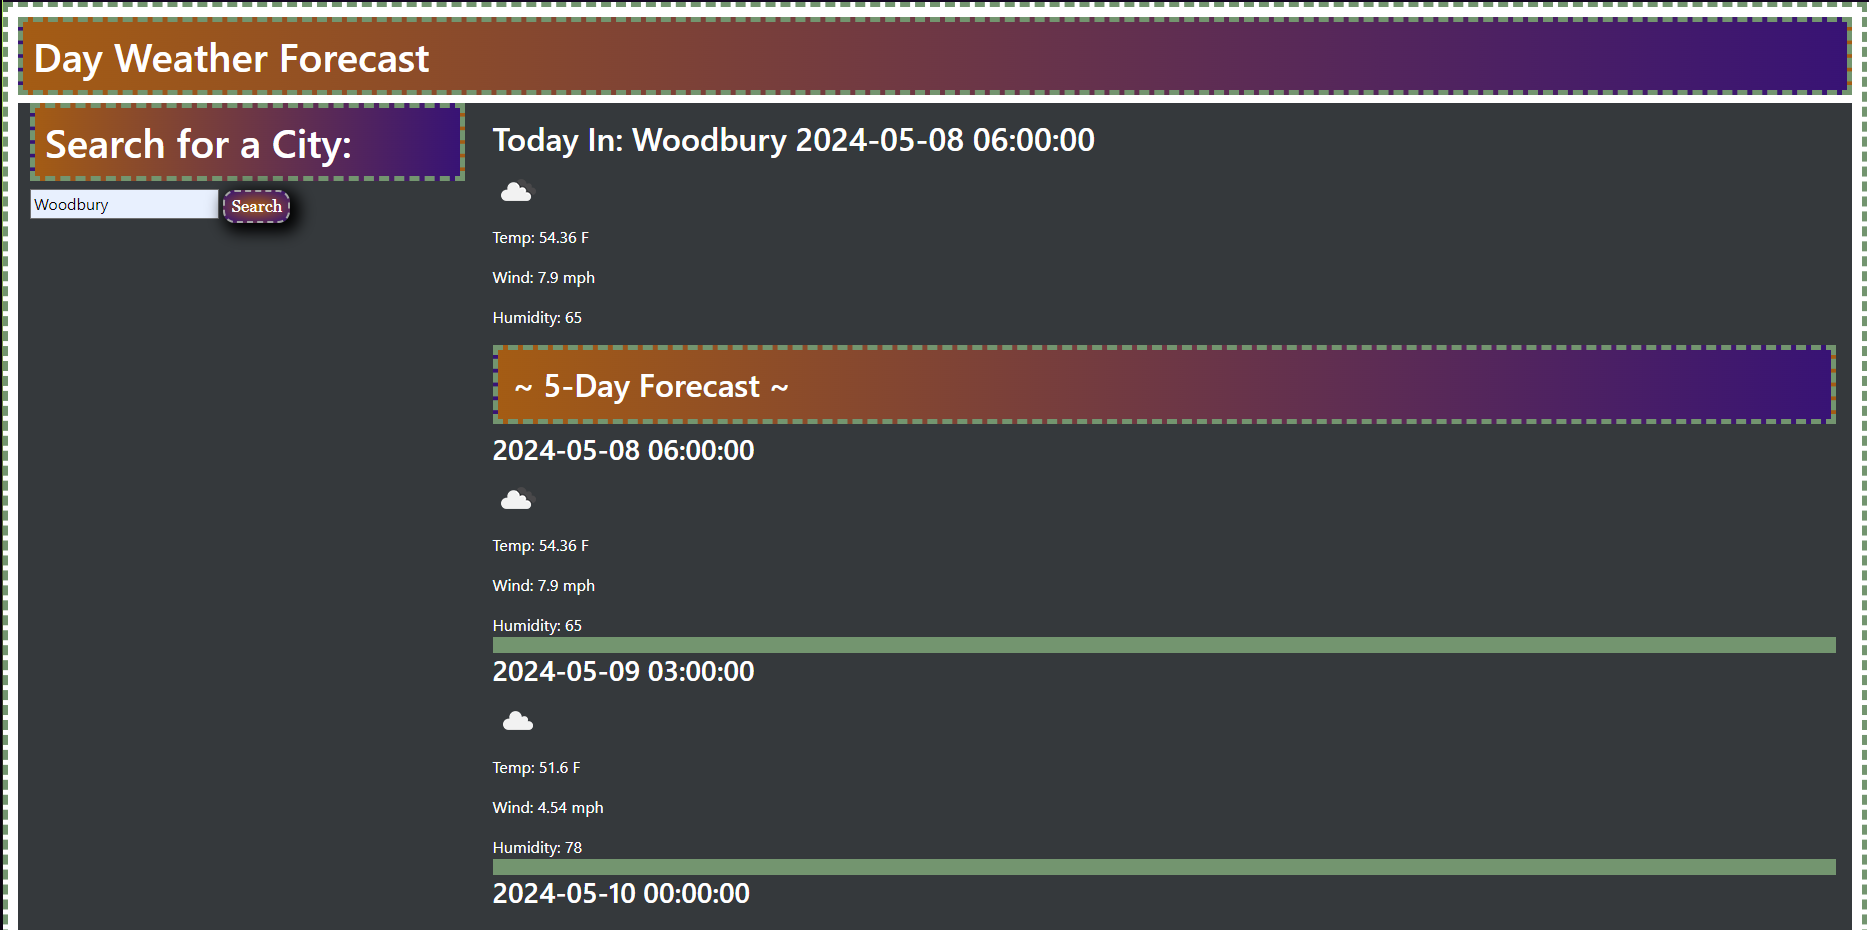 Day Weather Forecast
Search for a City:
Woodbury
Search
Today In: Woodbury 2024-05-08 06:00:00
Temp: 54.36 F
Wind: 7.9 mph
Humidity: 65
~ 5-Day Forecast ~
2024-05-08 06:00:00
Temp: 54.36 F
Wind: 7.9 mph
Humidity: 65
2024-05-09 03:00:00
Temp: 51.6 F
Wind: 4.54 mph
Humidity: 78
2024-05-10 00:00:00